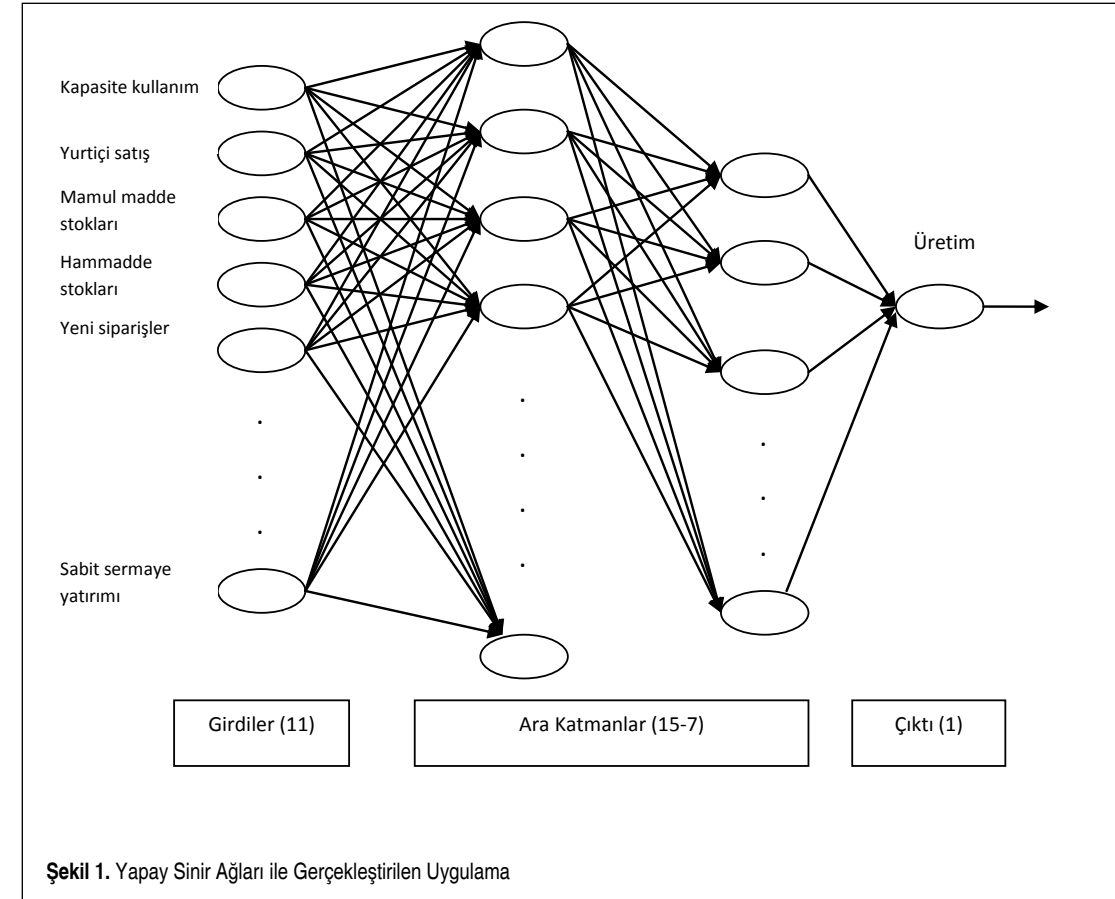 Kapasite kullanım
Yurtiçi satış
Mamul madde
stokları
Hammadde
stokları
Yeni siparişler
.
.
.
Sabit sermaye
yatırımı
.
.
.
.
.
.
.
Üretim
Girdiler (11)
Ara Katmanlar (15-7)
Çıktı (1)
Şekil 1. Yapay Sinir Ağları ile Gerçekleştirilen Uygulama